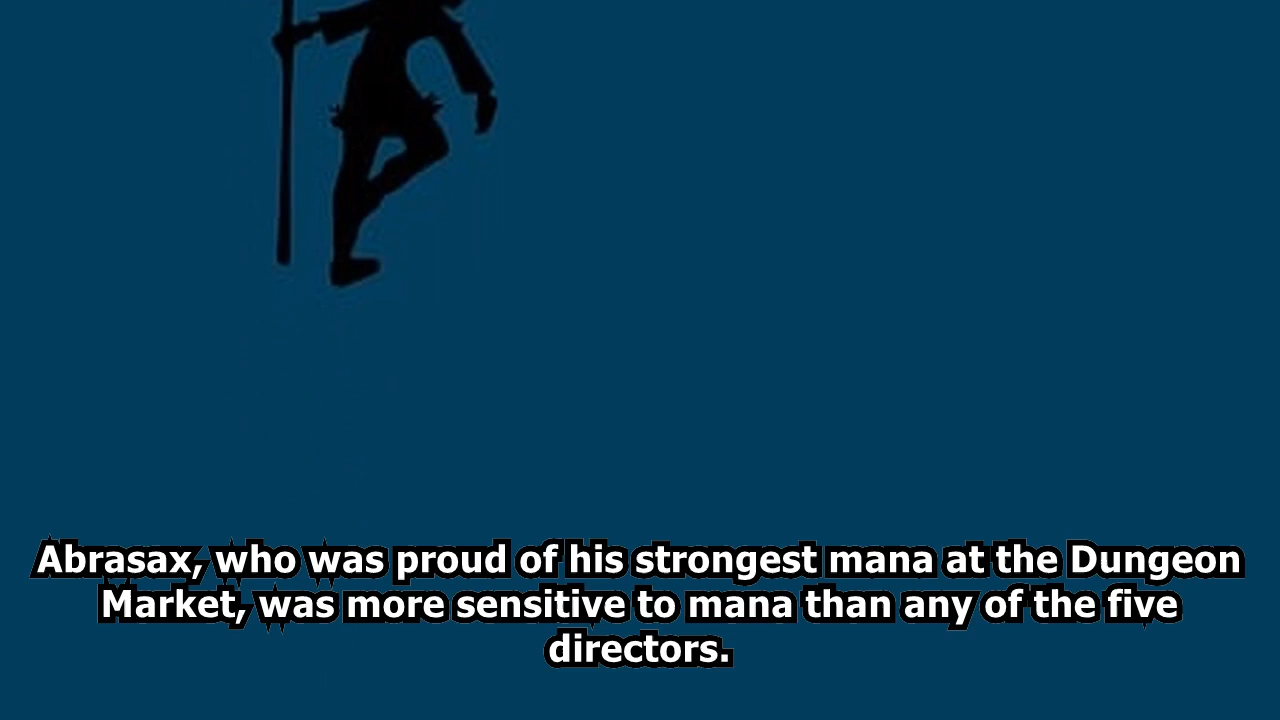 Abrasax, who was proud of his strongest mana at the Dungeon
Market, was more sensitive to mana than any of the five
directors.